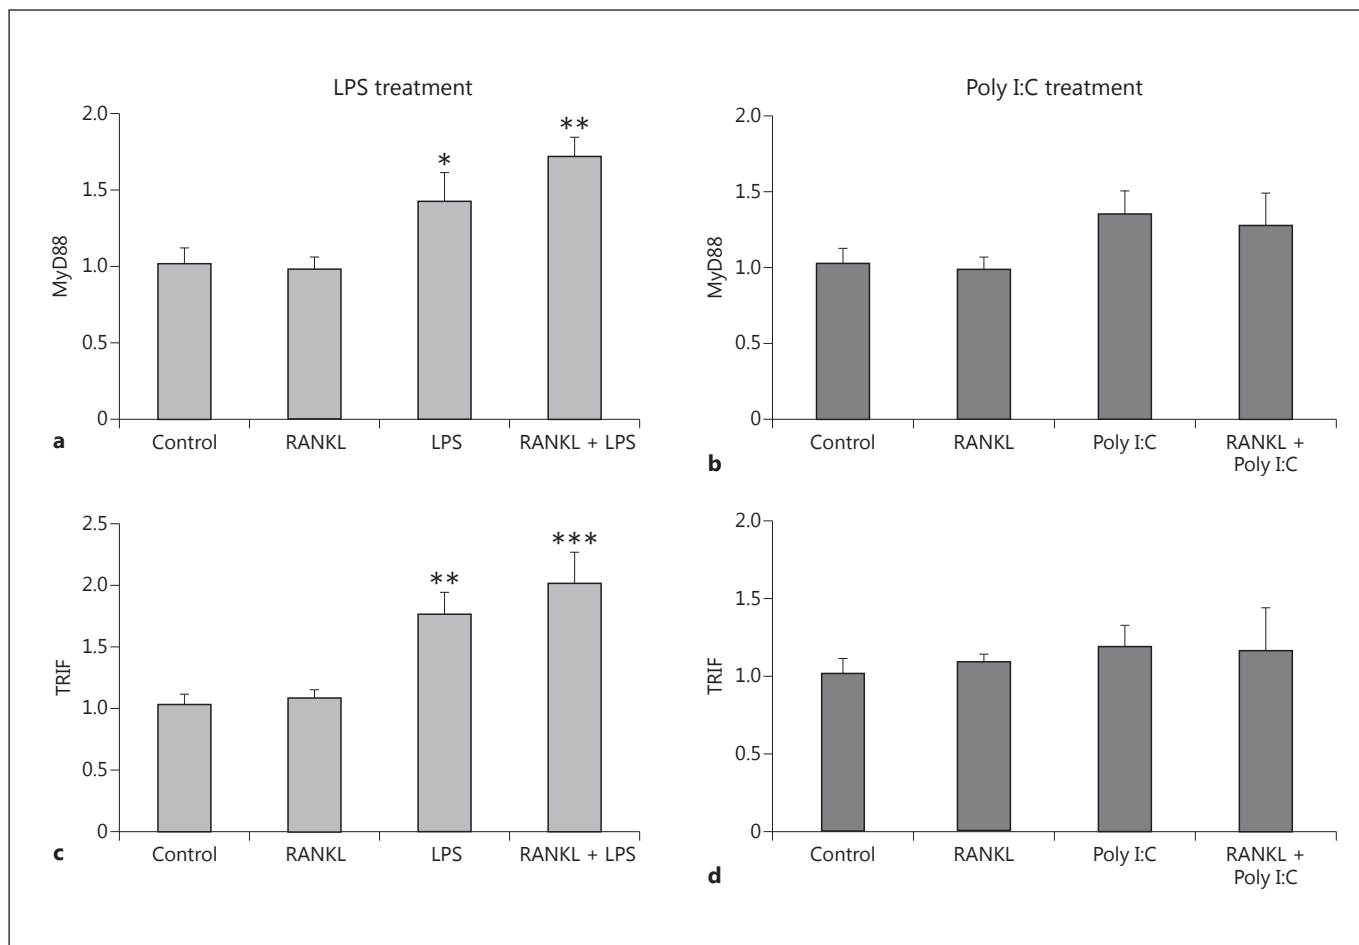 LPS treatment
2.0
1.5
1.0
0.5
0
MyD88
*
**
Control RANKL LPS RANKL + LPS
a
Poly I:C treatment
2.0
1.5
1.0
0.5
0
MyD88
Control RANKL Poly I:C RANKL +
Poly I:C
b
2.5
2.0
1.5
1.0
0.5
0
TRIF
**
***
Control RANKL LPS RANKL + LPS
c
2.0
1.5
1.0
0.5
0
TRIF
Control RANKL Poly I:C RANKL +
Poly I:C
d